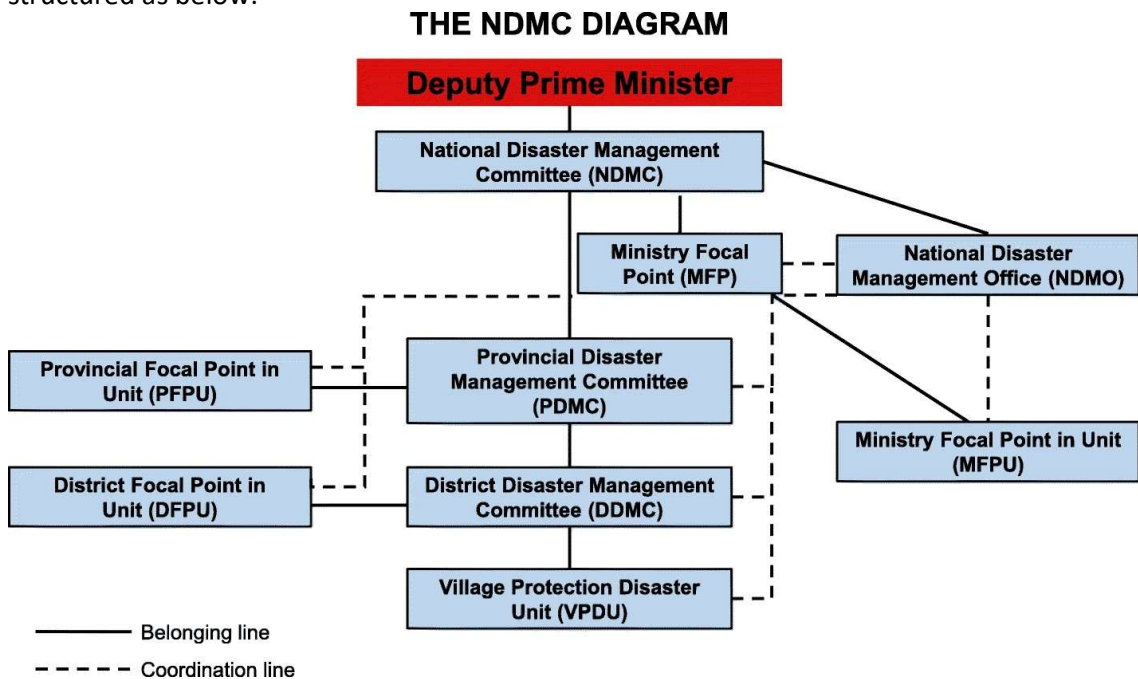 structured as below:
THE NDMC DIAGRAM
Deputy Prime Minister
National Disaster Management
Committee (NDMC)
Ministry Focal
Point (MFP)
National Disaster
Management Office (NDMO)
Provincial Focal Point in
Unit (PFPU)
Provincial Disaster
Management Committee
(PDMC)
Ministry Focal Point in Unit
(MFPU)
District Focal Point in
Unit (DFPU)
District Disaster Management
Committee (DDMC)
Village Protection Disaster
Unit (VPDU)
Belonging line
Coordination line